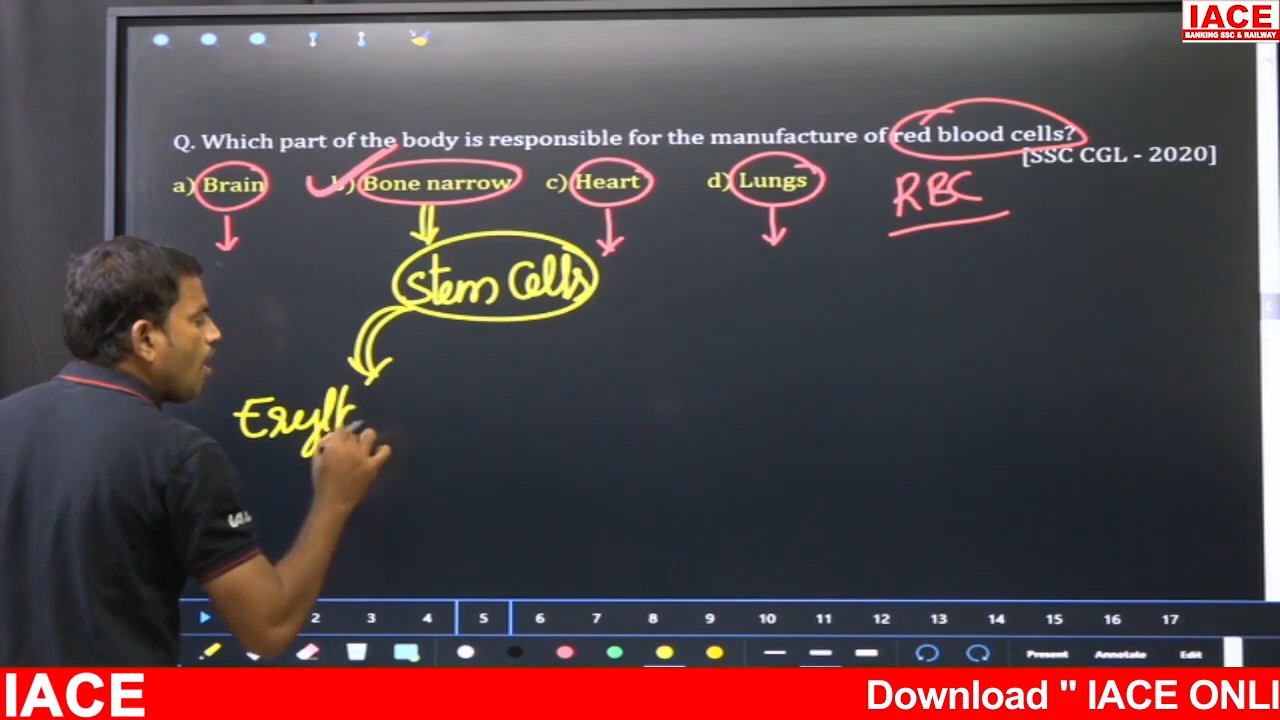 IACE
BANKING SSC & RAILWAY
Q. Which part of the body is responsible for the manufacture of red blood cells?
[SSC CGL - 2020]
a) Brain b) Bone narrow c) Heart d) Lungs
RBC
Stem Cells
Eryth
2 3 4 5 6 7 8 9 10 11 12 13 14 15 16 17
Present Annotate Edit
IACE Download " IACE ONLI